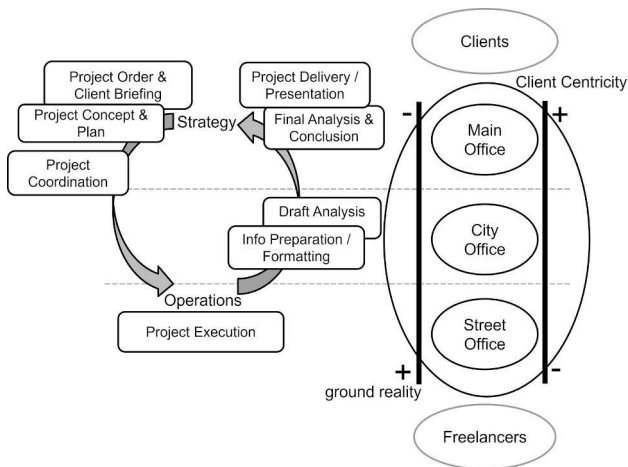 Project Order &
Client Briefing
Project Concept &
Plan
Project
Coordination
Strategy
Project Delivery /
Presentation
Final Analysis &
Conclusion
Draft Analysis
Info Preparation /
Formatting
Operations
Project Execution
Clients
Client Centricity
-
+
Main
Office
City
Office
Street
Office
+
-
ground reality
Freelancers